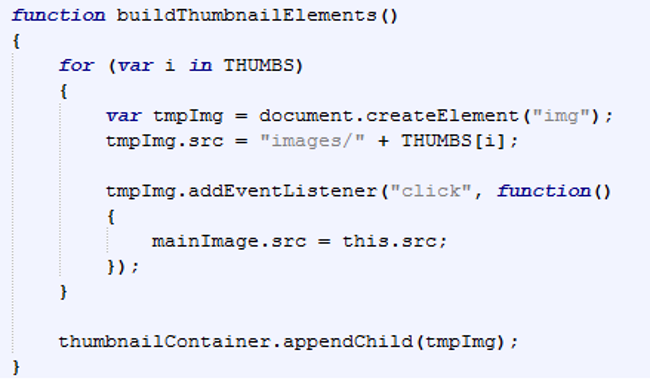 function buildThumbnailElements()
{
    for (var i in THUMBS)
    {
        var tmpImg = document.createElement("img");
        tmpImg.src = "images/" + THUMBS[i];

        tmpImg.addEventListener("click", function()
        {
            mainImage.src = this.src;
        });
    }

    thumbnailContainer.appendChild(tmpImg);
}